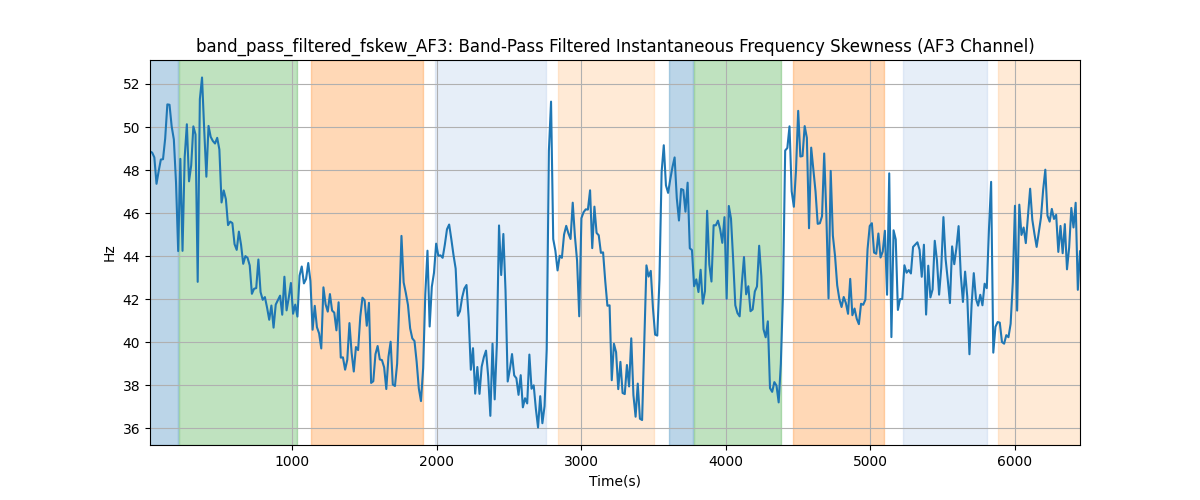 band_pass_filtered_fskew_AF3: Band-Pass Filtered Instantaneous Frequency Skewness (AF3 Channel)
52
50
48
46
44
42
40
38
36
Hz
1000 2000 3000 4000 5000 6000
Time(s)